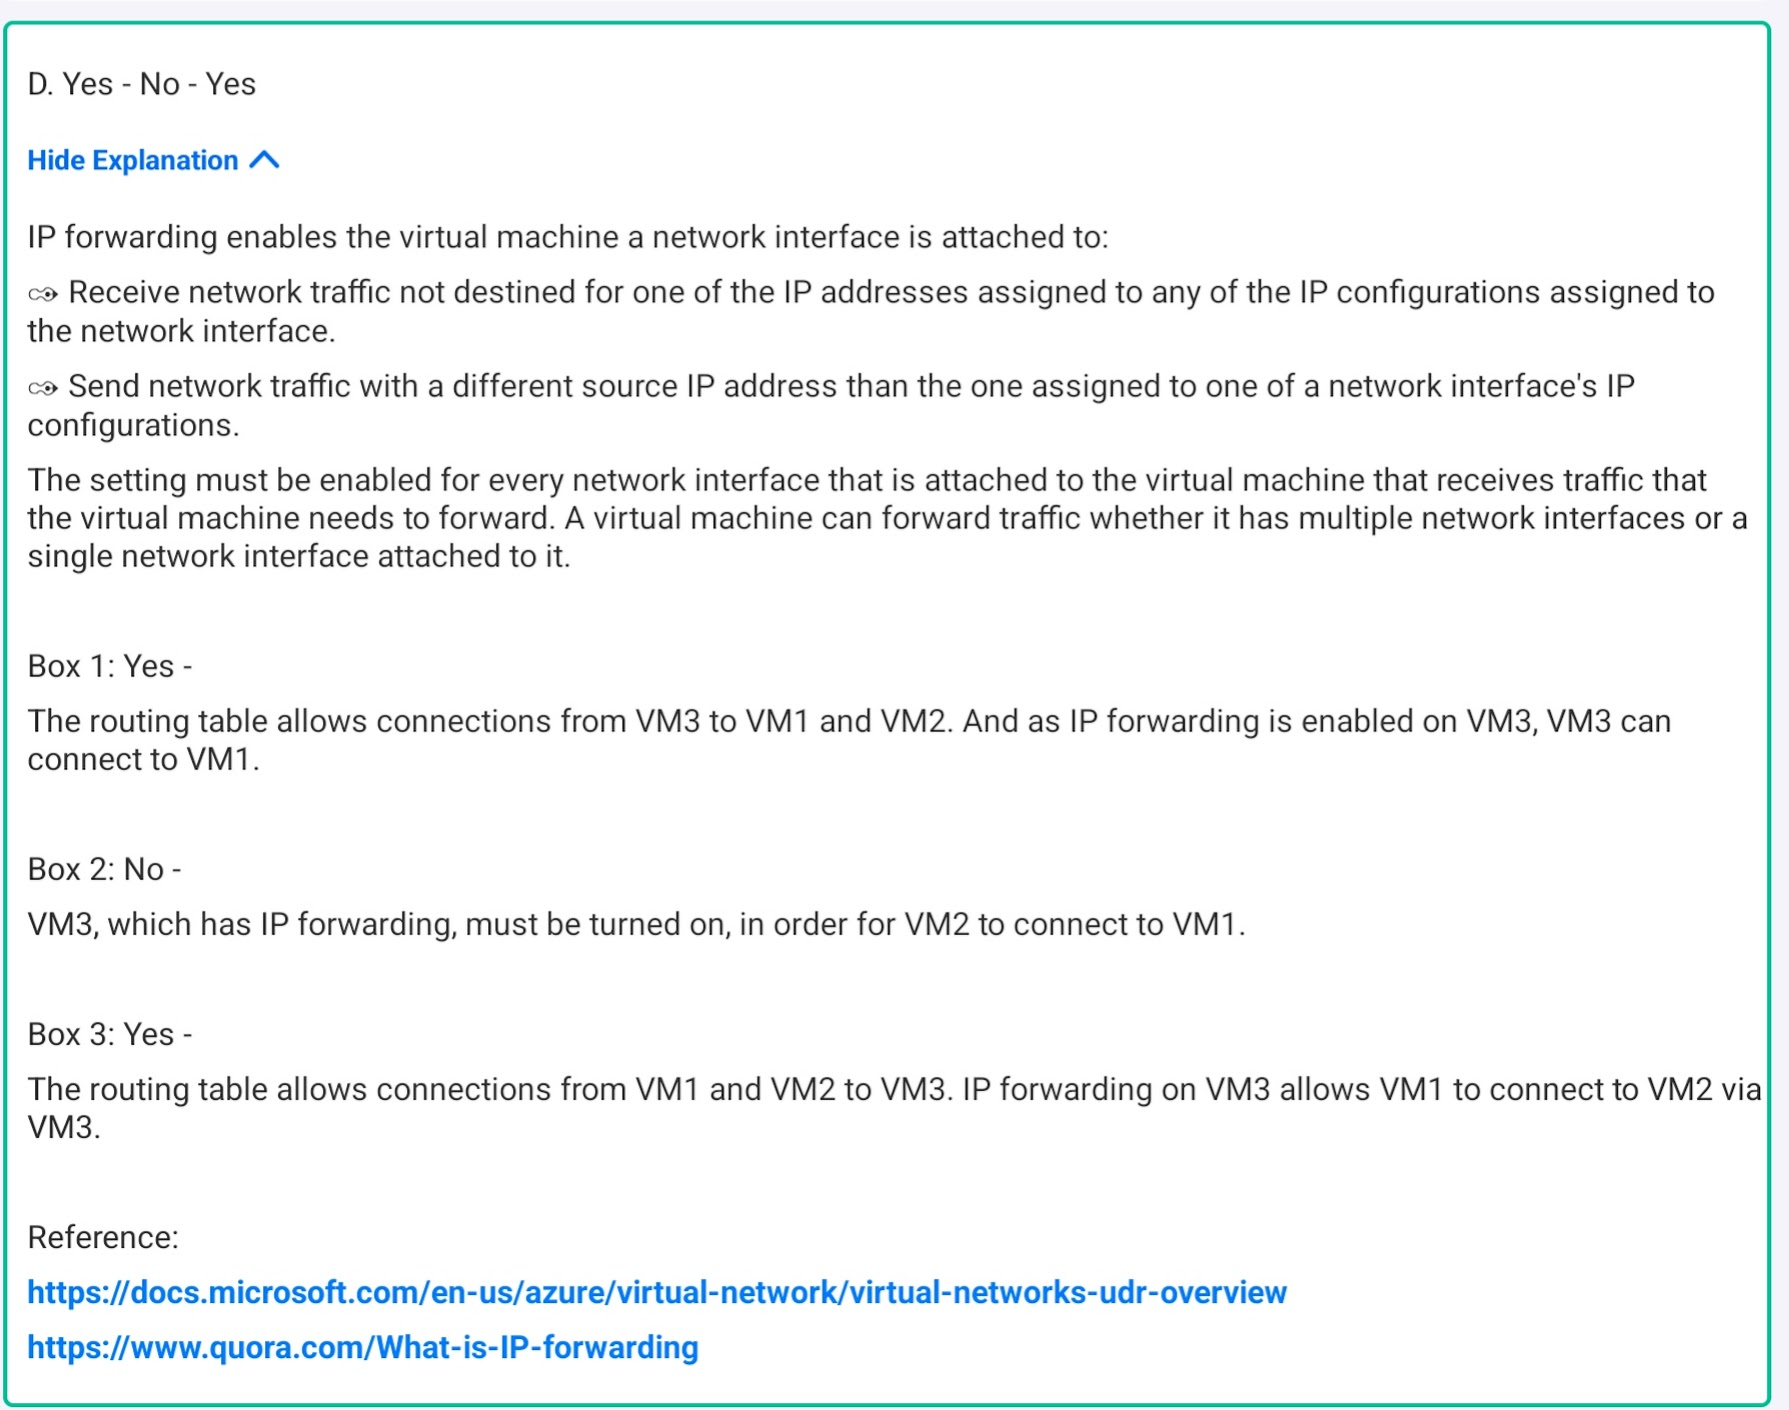 D. Yes - No - Yes
Hide Explanation
IP forwarding enables the virtual machine a network interface is attached to:
Receive network traffic not destined for one of the IP addresses assigned to any of the IP configurations assigned to
the network interface.
Send network traffic with a different source IP address than the one assigned to one of a network interface's IP
configurations.
The setting must be enabled for every network interface that is attached to the virtual machine that receives traffic that
the virtual machine needs to forward. A virtual machine can forward traffic whether it has multiple network interfaces or a
single network interface attached to it.
Box 1: Yes -
The routing table allows connections from VM3 to VM1 and VM2. And as IP forwarding is enabled on VM3, VM3 can
connect to VM1.
Box 2: No -
VM3, which has IP forwarding, must be turned on, in order for VM2 to connect to VM1.
Box 3: Yes -
The routing table allows connections from VM1 and VM2 to VM3. IP forwarding on VM3 allows VM1 to connect to VM2 via
VM3.
Reference:
https://docs.microsoft.com/en-us/azure/virtual-network/virtual-networks-udr-overview
https://www.quora.com/What-is-IP-forwarding